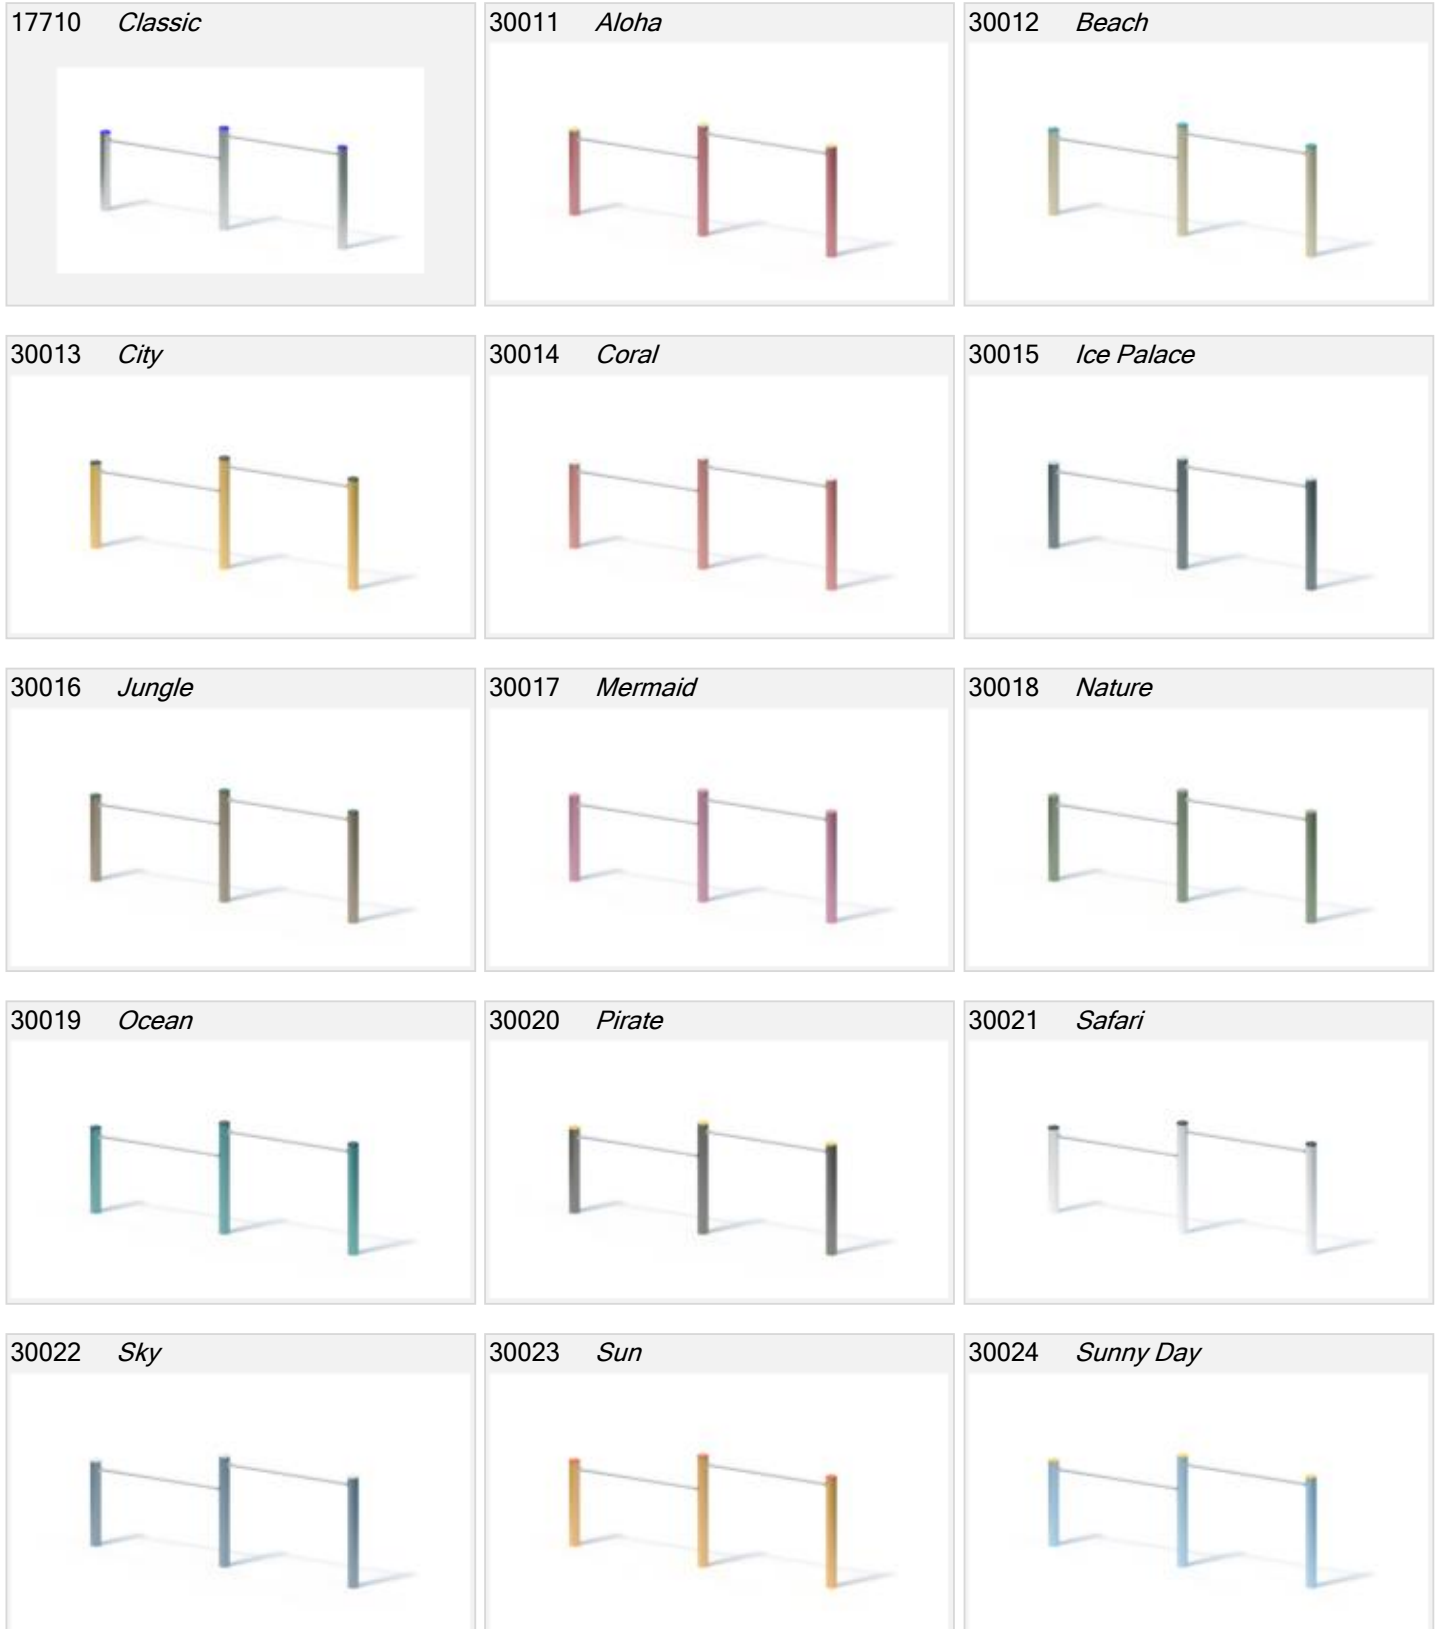 17710 Classic
30011 Aloha
30012 Beach
30013 City
30014 Coral
30015 Ice Palace
30016 Jungle
30017 Mermaid
30018 Nature
30019 Ocean
30020 Pirate
30021 Safari
30022 Sky
30023 Sun
30024 Sunny Day